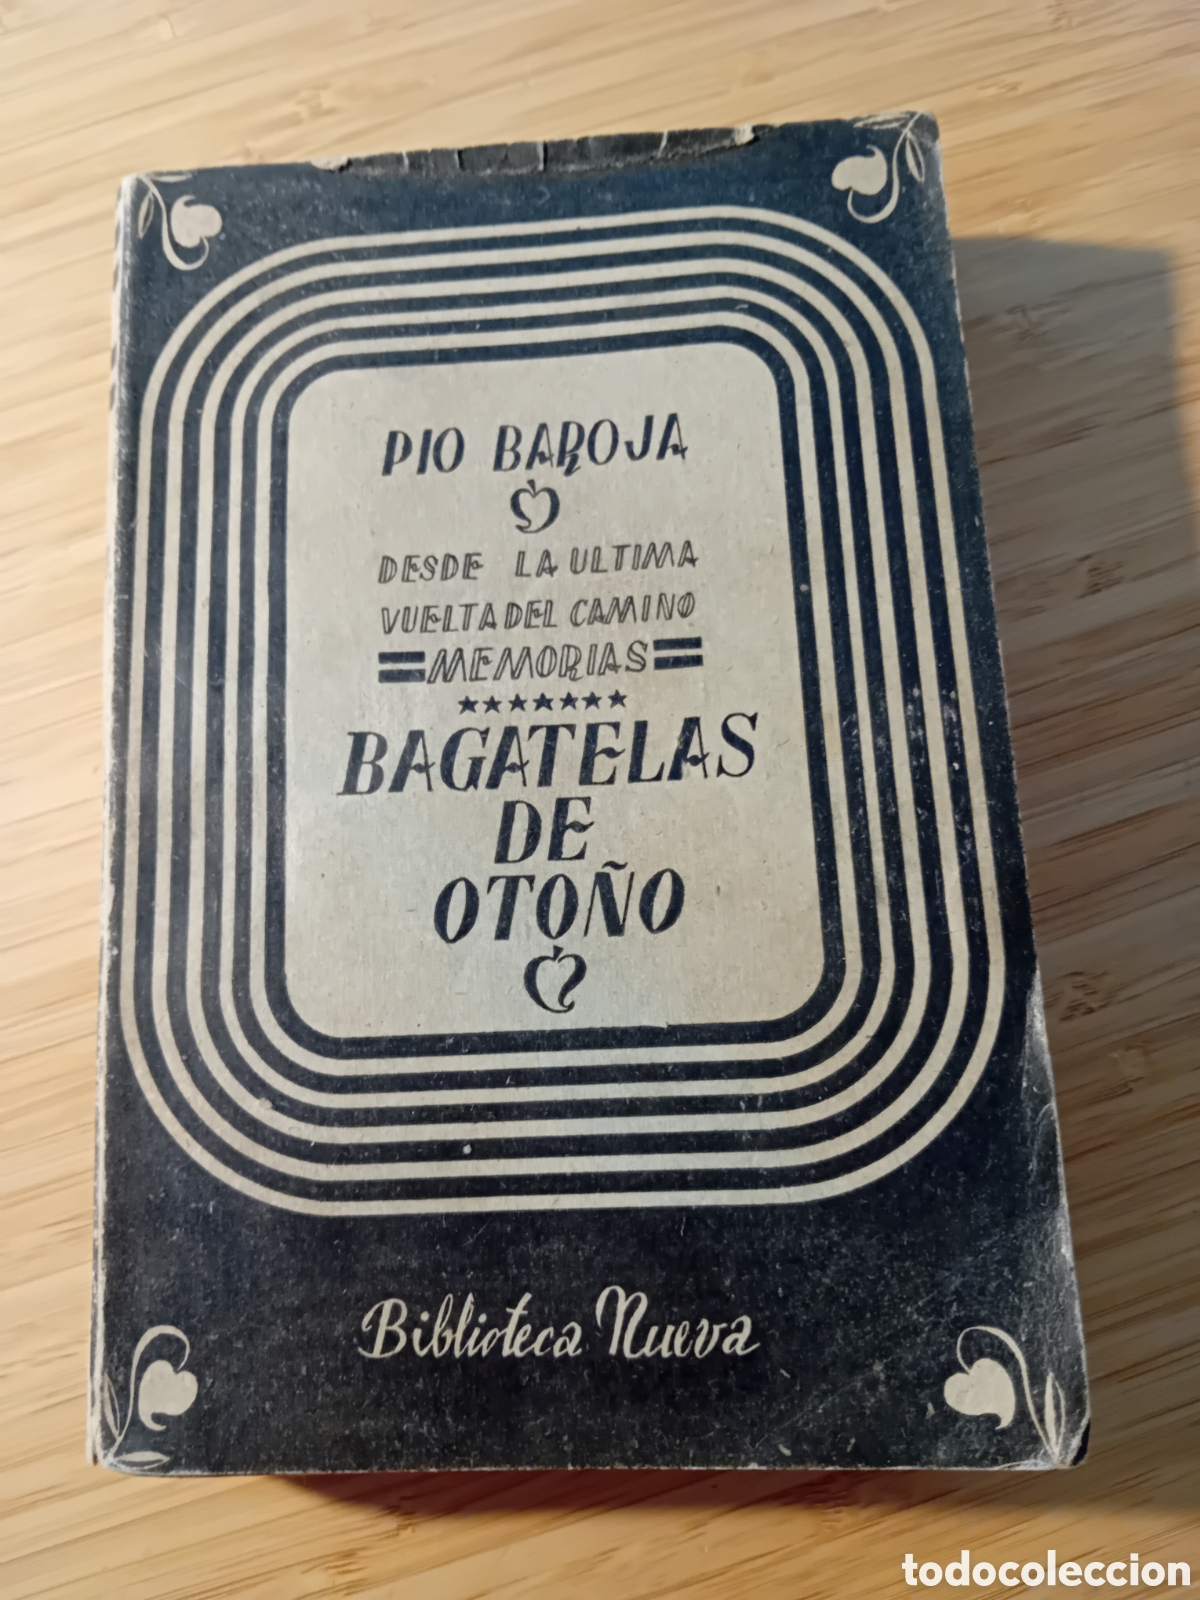 PIO BAROJA
DESDE LA ULTIMA
VUELTA DEL CAMINO
=MEMORIAS=
★★★★★★★
BAGATELAS
DE
OTOÑO
Biblioteca Nueva
todocoleccion